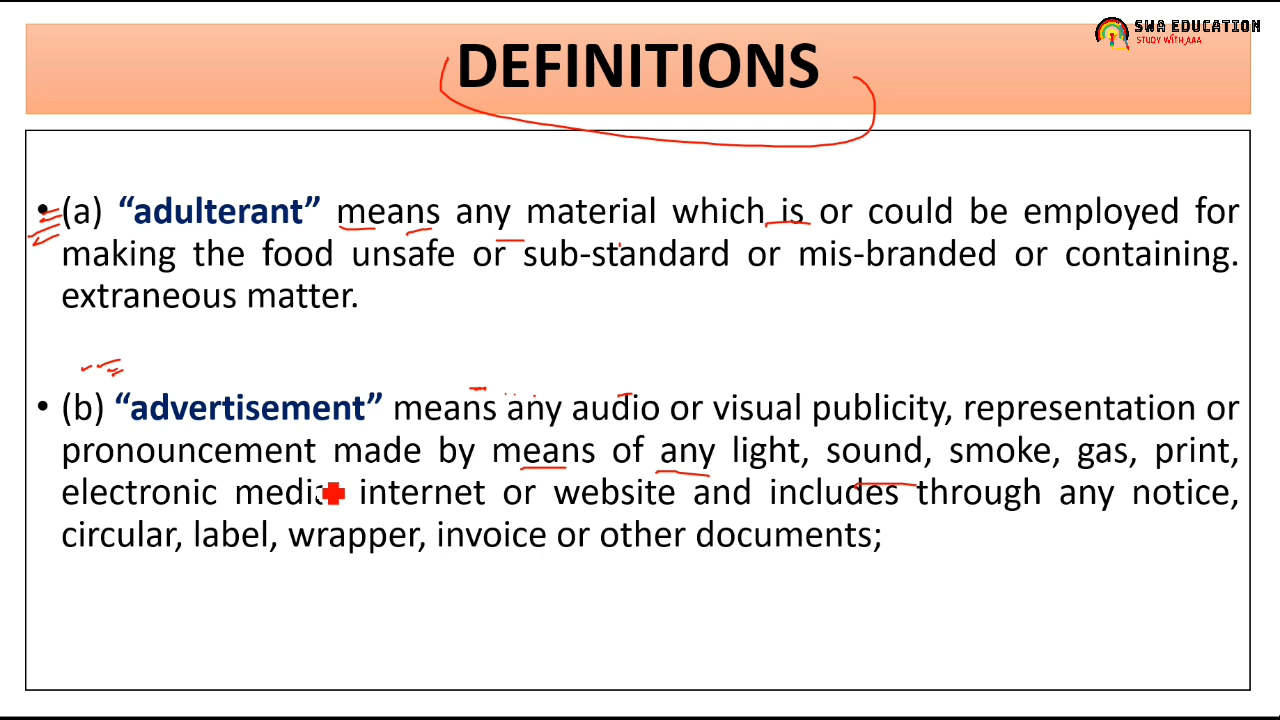 SWA EDUCATION
STUDY WITH AAA
DEFINITIONS
• (a) “adulterant” means any material which is or could be employed for
making the food unsafe or sub-standard or mis-branded or containing.
extraneous matter.
• (b) “advertisement” means any audio or visual publicity, representation or
pronouncement made by means of any light, sound, smoke, gas, print,
electronic internet or website and includes through any notice,
circular, label, wrapper, invoice or other documents;